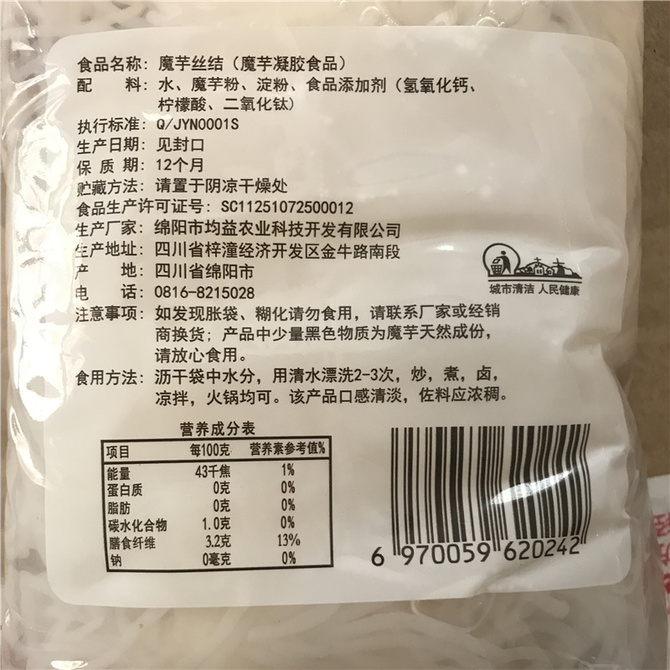 食品名称: 魔芋丝结（魔芋凝胶食品）
配 料: 水、魔芋粉、淀粉、食品添加剂（氢氧化钙、
柠檬酸、二氧化钛）
执行标准: Q/JYN0001S
生产日期: 见封口
保 质 期: 12个月
贮藏方法: 请置于阴凉干燥处
食品生产许可证号: SC11251072500012
生产厂家: 绵阳市均益农业科技开发有限公司
生产地址: 四川省梓潼经济开发区金牛路南段
产 地: 四川省绵阳市
电 话: 0816-8215028
注意事项: 如发现胀袋、糊化请勿食用，请联系厂家或经销
商换货; 产品中少量黑色物质为魔芋天然成份，
请放心食用。
食用方法: 沥干袋中水分，用清水漂洗2-3次，炒，煮，卤，
凉拌，火锅均可。该产品口感清淡，佐料应浓稠。
城市清洁 人民健康
营养成分表
项目 每100克 营养素参考值%
能量 43千焦 1%
蛋白质 0克 0%
脂肪 0克 0%
碳水化合物 1.0克 0%
膳食纤维 3.2克 13%
钠 0毫克 0%
6 970059 620242